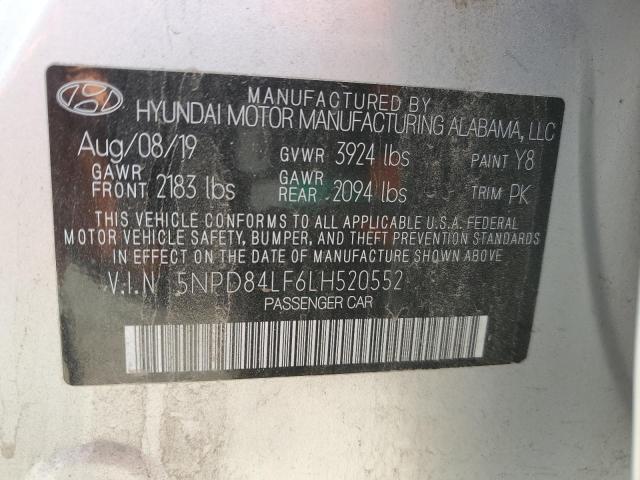 MANUFACTURED BY
HYUNDAI MOTOR MANUFACTURING ALABAMA, LLC
Aug/08/19 GVWR 3924 lbs PAINT Y8
GAWR FRONT 2183 lbs GAWR REAR 2094 lbs TRIM PK
THIS VEHICLE CONFORMS TO ALL APPLICABLE U.S.A. FEDERAL
MOTOR VEHICLE SAFETY, BUMPER, AND THEFT PREVENTION STANDARDS
IN EFFECT ON THE DATE OF MANUFACTURE SHOWN ABOVE.
V.I.N 5NPD84LF6LH520552
PASSENGER CAR